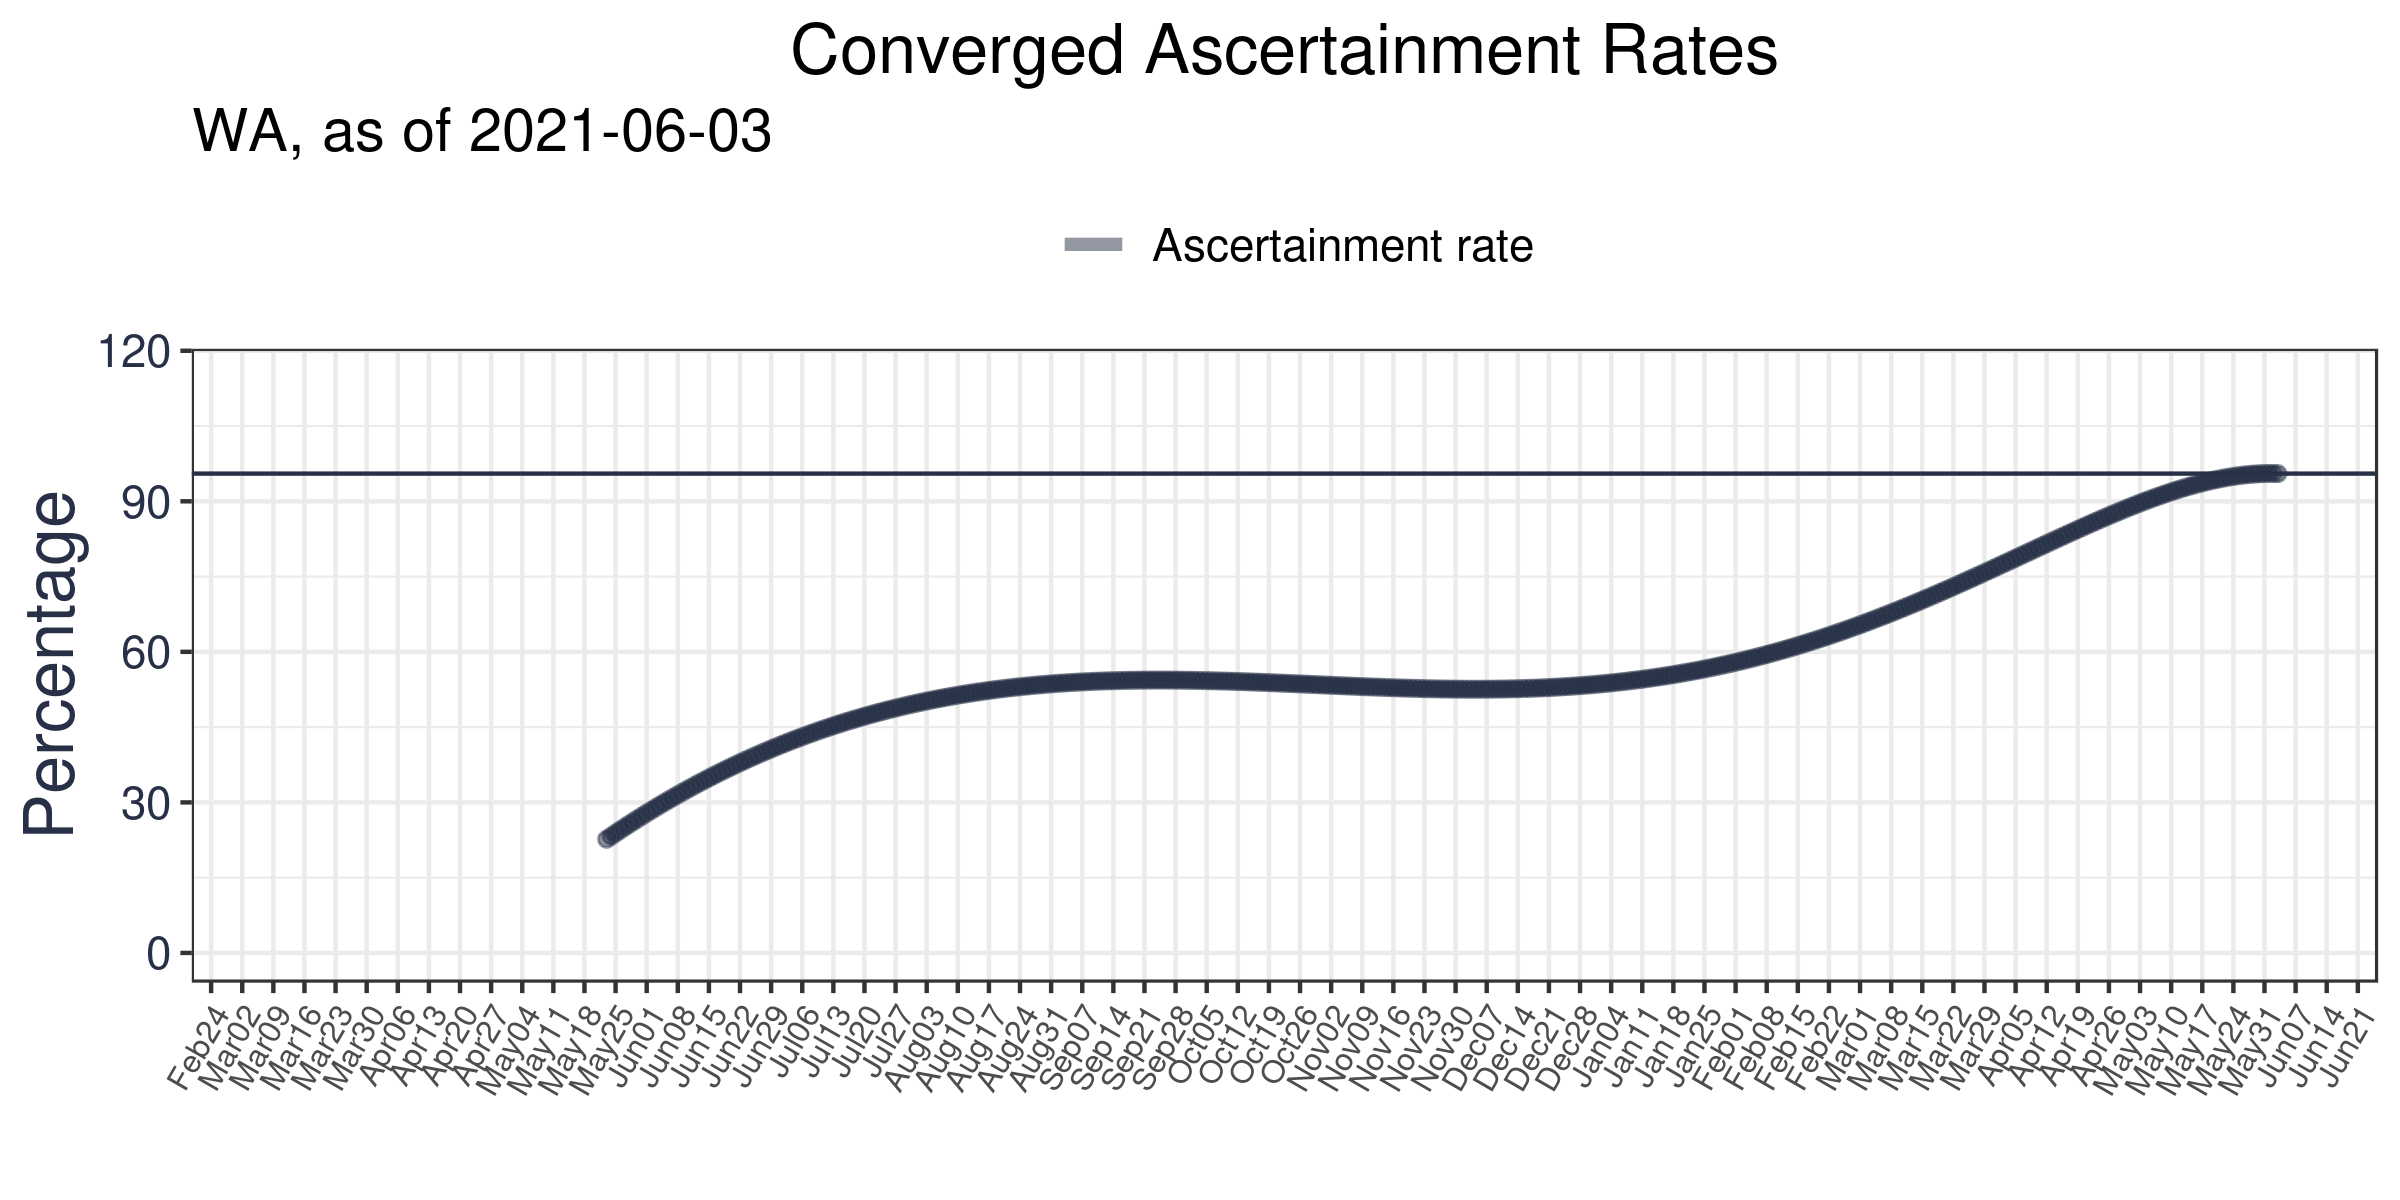 Converged Ascertainment Rates
WA, as of 2021-06-03
Ascertainment rate
Percentage
120
90
60
30
0
Feb24 Mar02 Mar09 Mar16 Mar23 Mar30 Apr06 Apr13 Apr20 Apr27 May04 May11 May18 May25 Jun01 Jun08 Jun15 Jun22 Jun29 Jul06 Jul13 Jul20 Jul27 Aug03 Aug10 Aug17 Aug24 Aug31 Sep07 Sep14 Sep21 Sep28 Oct05 Oct12 Oct19 Oct26 Nov02 Nov09 Nov16 Nov23 Nov30 Dec07 Dec14 Dec21 Dec28 Jan04 Jan11 Jan18 Jan25 Feb01 Feb08 Feb15 Feb22 Mar01 Mar08 Mar15 Mar22 Mar29 Apr05 Apr12 Apr19 Apr26 May03 May10 May17 May24 May31 Jun07 Jun14 Jun21